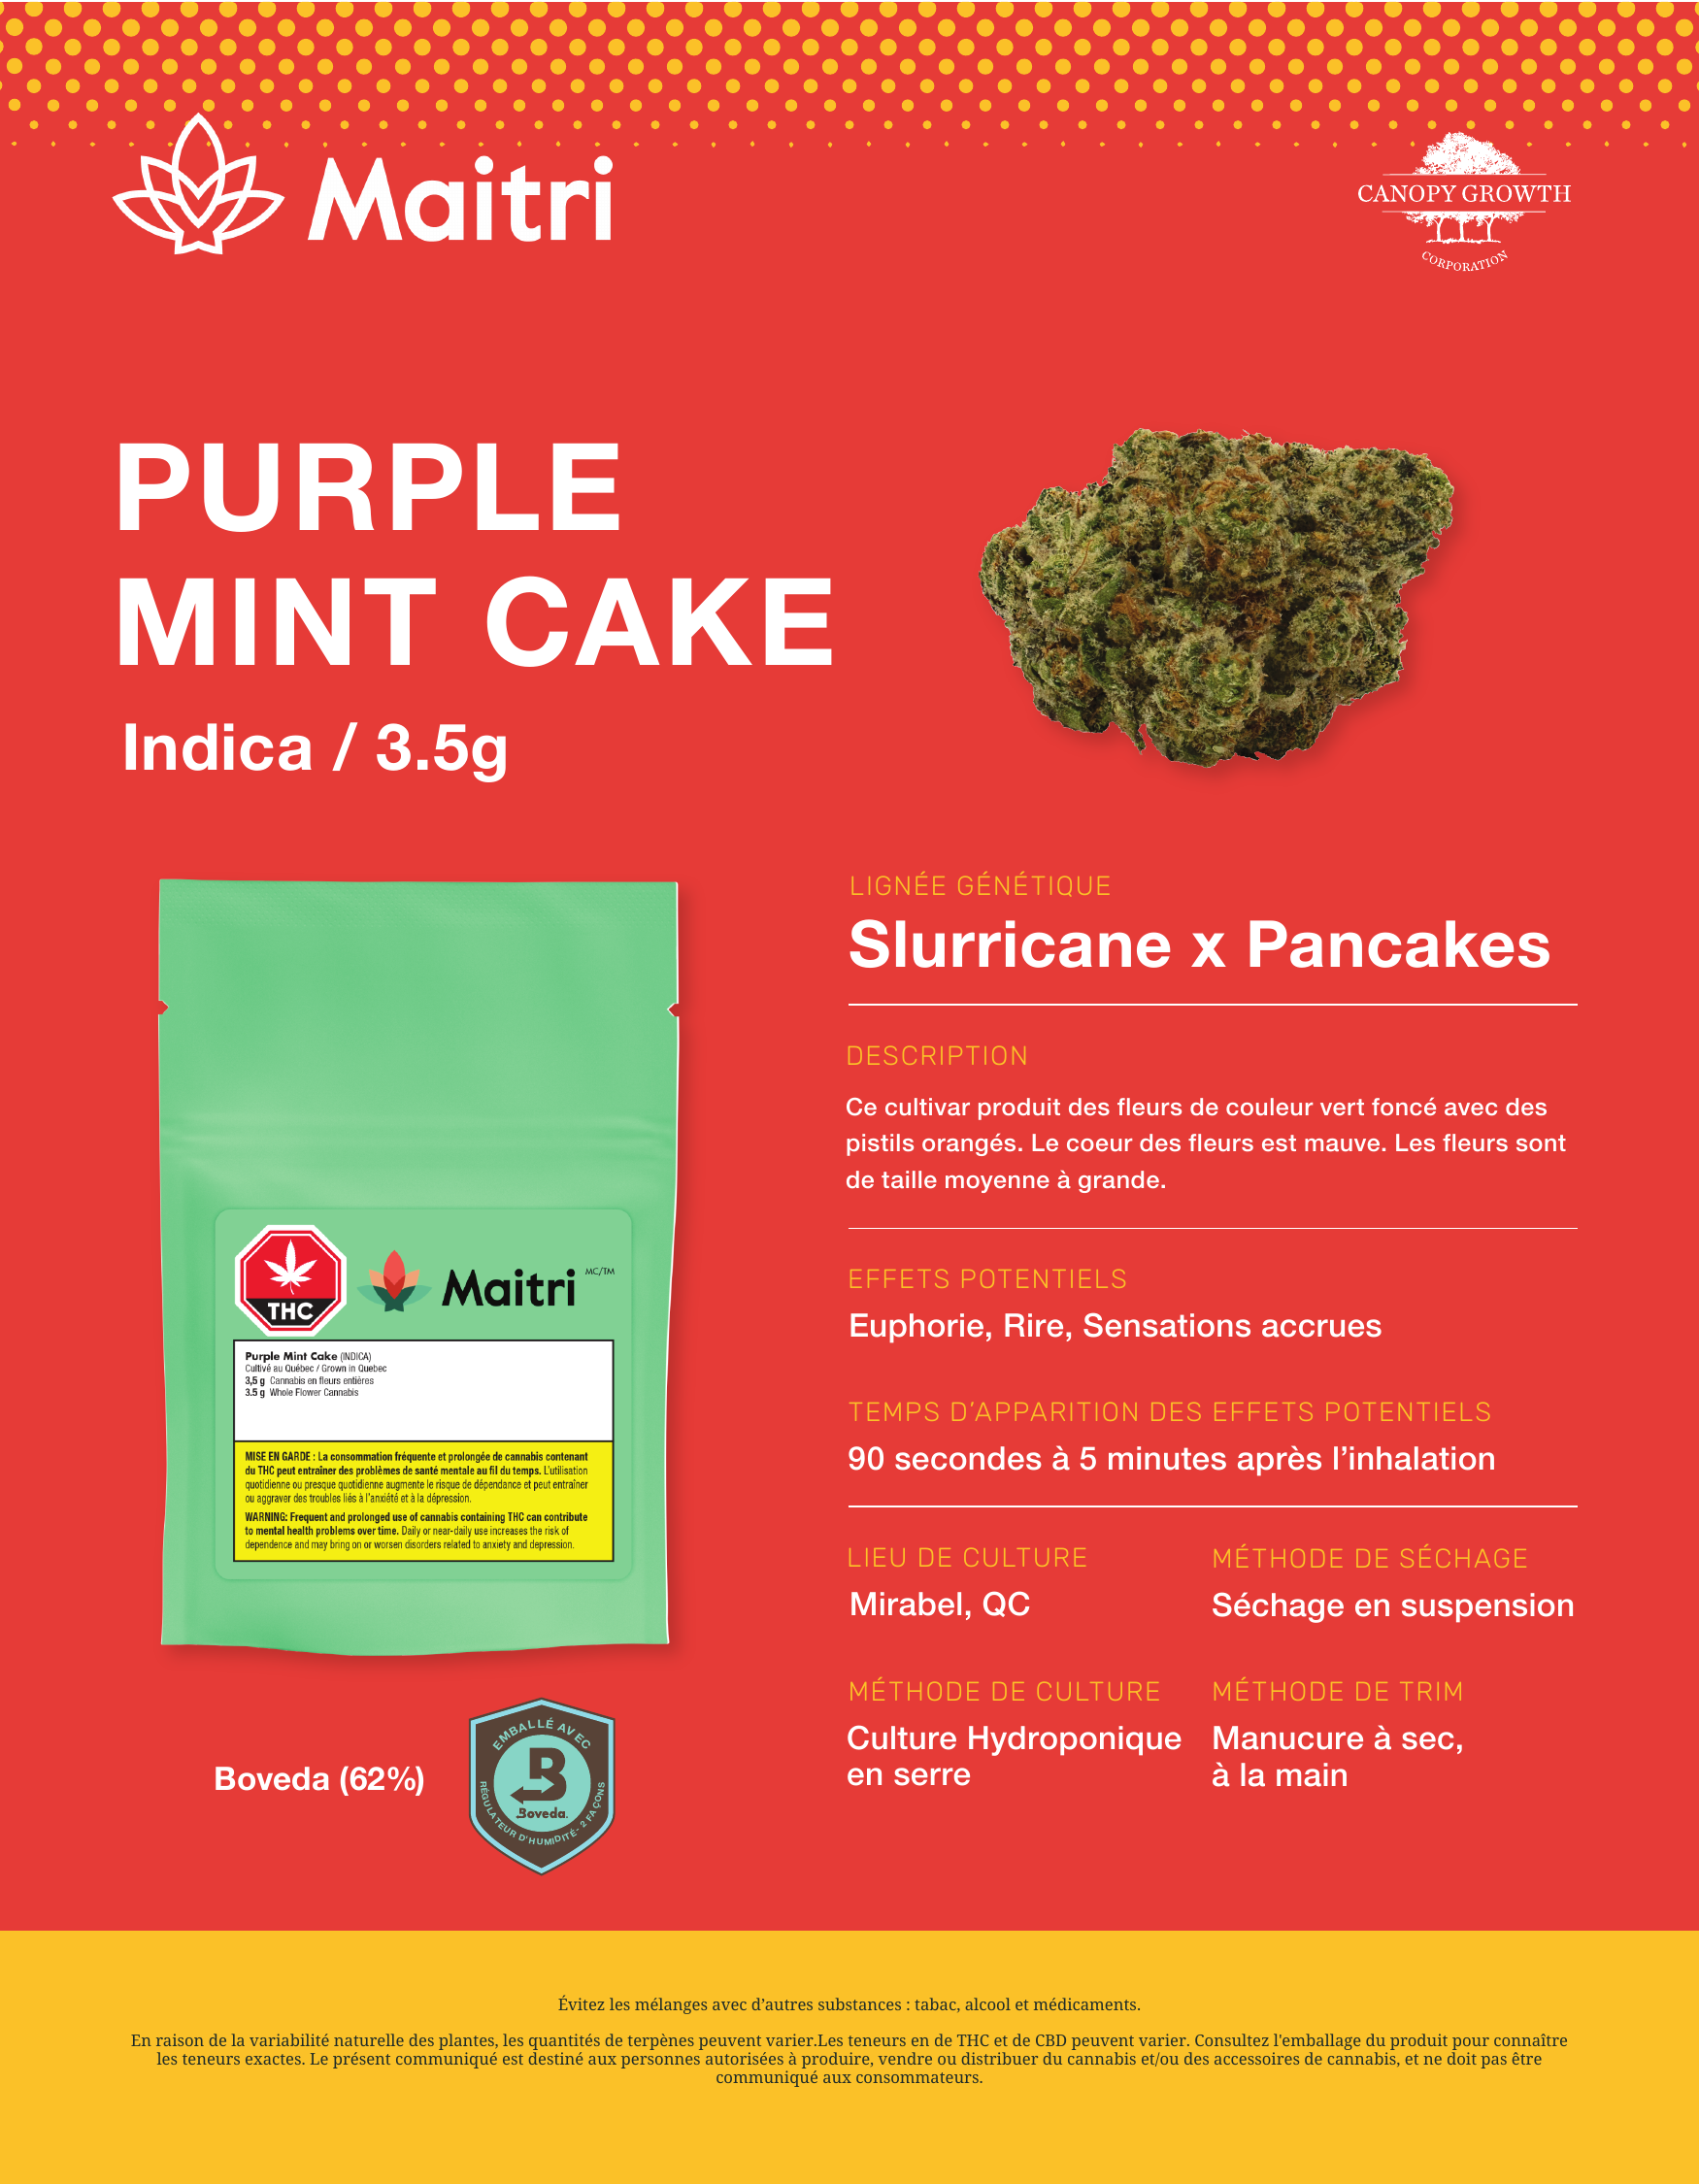 Maitri
CANOPY GROWTH
CORPORATION
PURPLE
MINT CAKE
Indica / 3.5g
LIGNÉE GÉNÉTIQUE
Slurricane x Pancakes
DESCRIPTION
Ce cultivar produit des fleurs de couleur vert foncé avec des
pistils orangés. Le coeur des fleurs est mauve. Les fleurs sont
de taille moyenne à grande.
EFFETS POTENTIELS
Euphorie, Rire, Sensations accrues
TEMPS D'APPARITION DES EFFETS POTENTIELS
90 secondes à 5 minutes après l'inhalation
LIEU DE CULTURE
Mirabel, QC
MÉTHODE DE SÉCHAGE
Séchage en suspension
MÉTHODE DE CULTURE
Culture Hydroponique
en serre
MÉTHODE DE TRIM
Manucure à sec,
à la main
THC
Maitri MC/TM
Purple Mint Cake (INDICA)
Cultivé au Québec / Grown in Quebec
3,5 g Cannabis en fleurs entières
3.5 g Whole Flower Cannabis
MISE EN GARDE : La consommation fréquente et prolongée de cannabis contenant
du THC peut entraîner des problèmes de santé mentale au fil du temps. L'utilisation
quotidienne ou presque quotidienne augmente le risque de dépendance et peut entraîner
ou aggraver des troubles liés à l'anxiété et à la dépression.
WARNING: Frequent and prolonged use of cannabis containing THC can contribute
to mental health problems over time. Daily or near-daily use increases the risk of
dependence and may bring on or worsen disorders related to anxiety and depression.
Boveda (62%)
EMBALLÉ AVEC
B
Boveda.
RÉGULATEUR D'HUMIDITÉ- 2 FAÇONS
Évitez les mélanges avec d'autres substances : tabac, alcool et médicaments.
En raison de la variabilité naturelle des plantes, les quantités de terpènes peuvent varier.Les teneurs en de THC et de CBD peuvent varier. Consultez l'emballage du produit pour connaître
les teneurs exactes. Le présent communiqué est destiné aux personnes autorisées à produire, vendre ou distribuer du cannabis et/ou des accessoires de cannabis, et ne doit pas être
communiqué aux consommateurs.